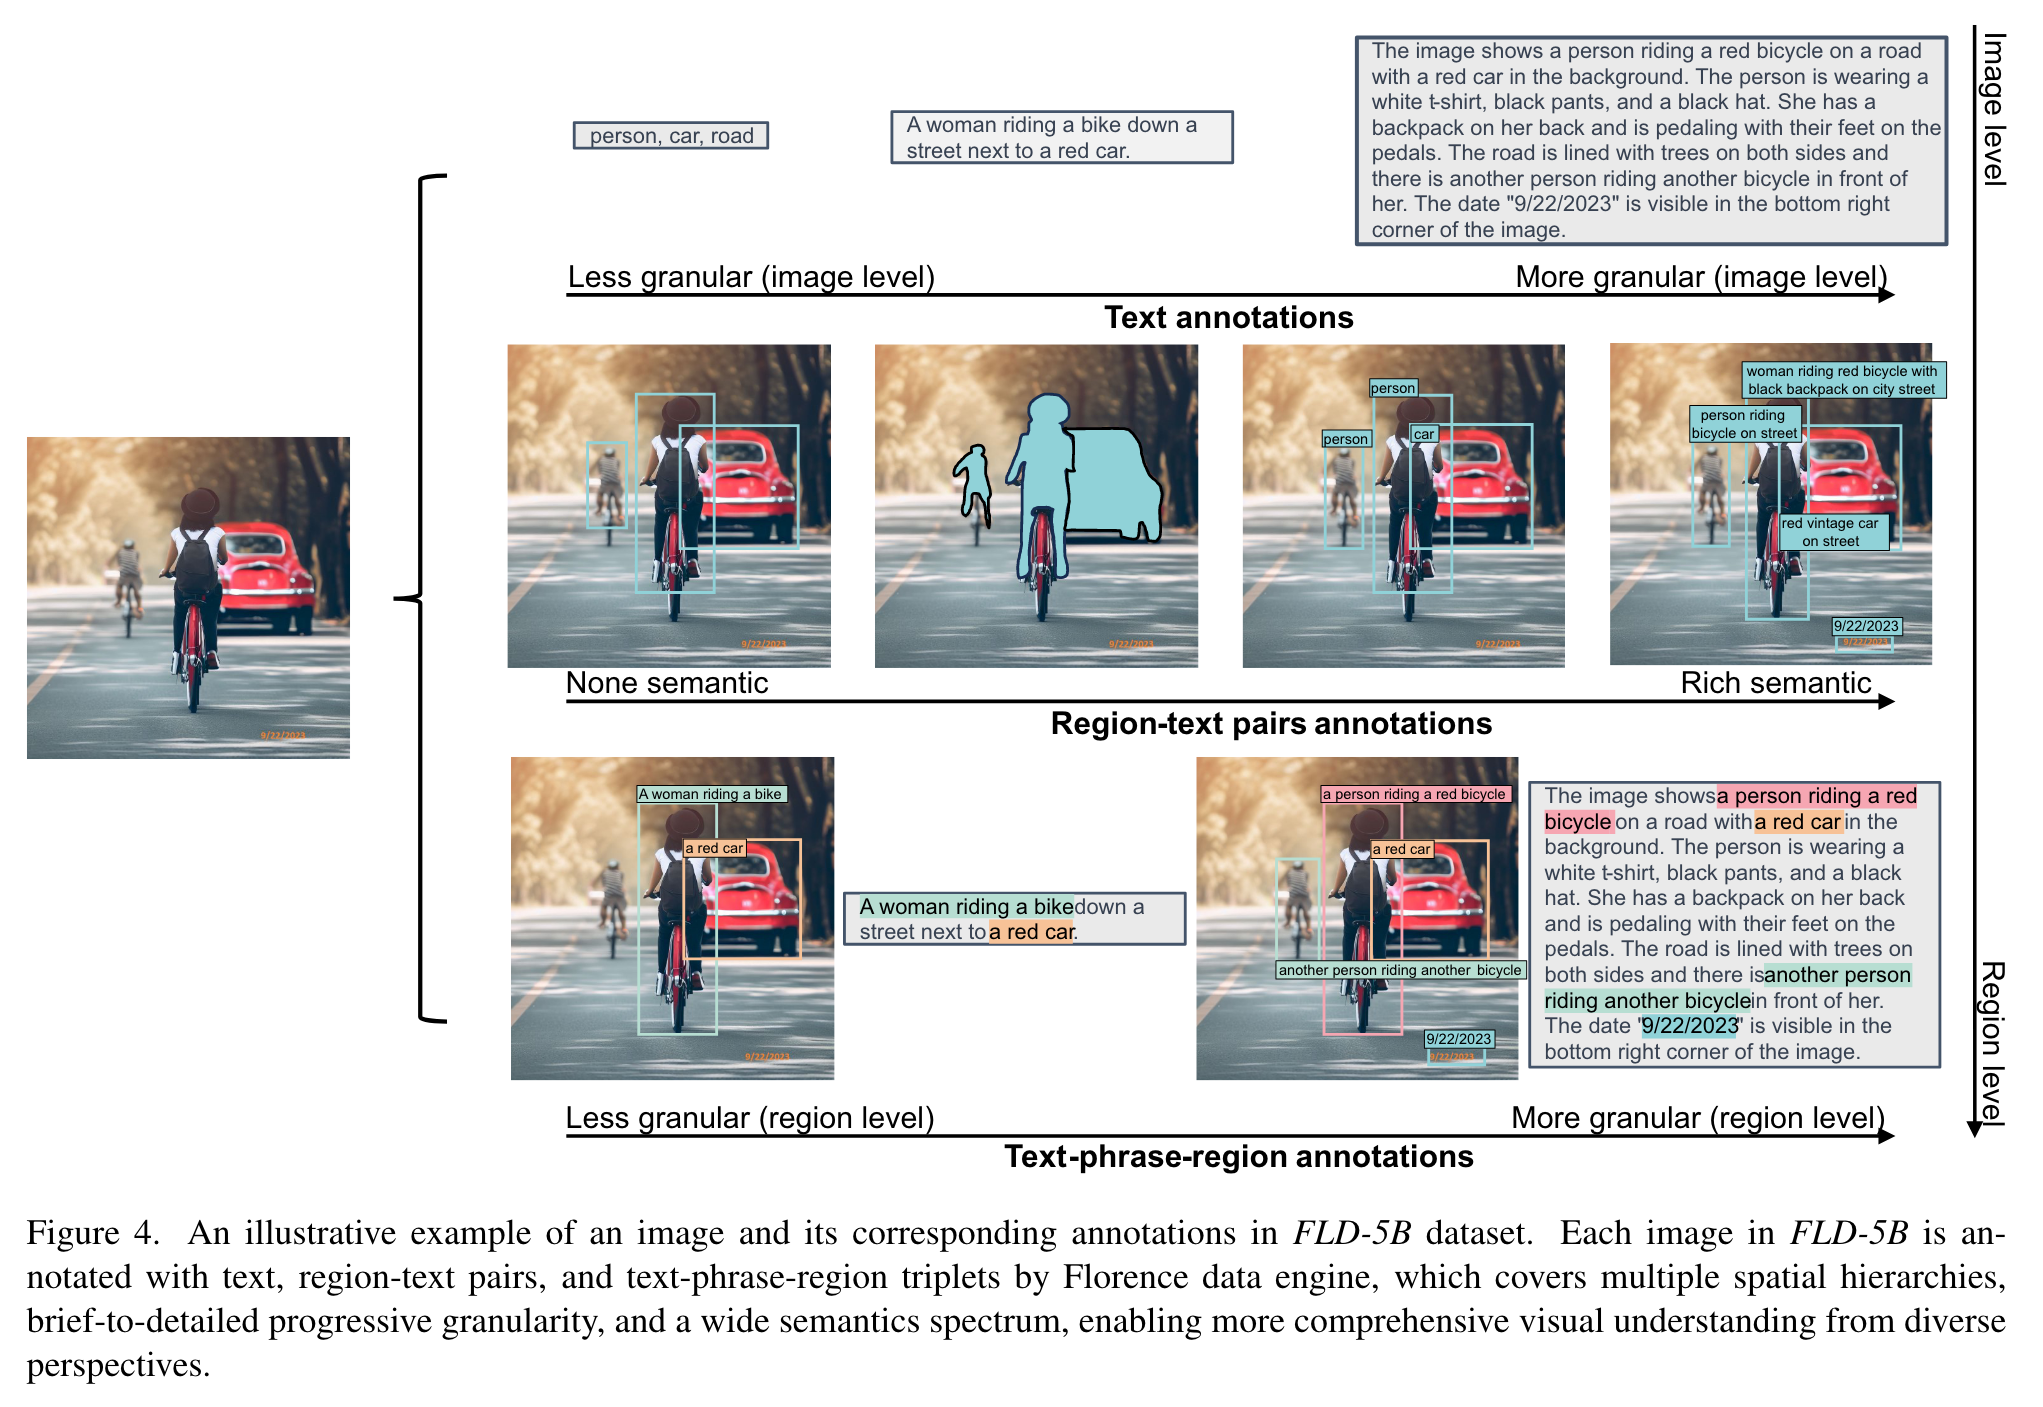 The image shows a person riding a red bicycle on a road
with a red car in the background. The person is wearing a
white t-shirt, black pants, and a black hat. She has a
backpack on her back and is pedaling with their feet on the
pedals. The road is lined with trees on both sides and
there is another person riding another bicycle in front of
her. The date "9/22/2023" is visible in the bottom right
corner of the image.
person, car, road
A woman riding a bike down a
street next to a red car.
Image level
Less granular (image level)
More granular (image level)
Text annotations
9/22/2023
9/22/2023
9/22/2023
person
person
car
9/22/2023
woman riding red bicycle with
black backpack on city street
person riding
bicycle on street
red vintage car
on street
9/22/2023
9/22/2023
None semantic
Rich semantic
Region-text pairs annotations
A woman riding a bike
a red car
9/22/2023
A woman riding a bike down a
street next to a red car.
a person riding a red bicycle
a red car
another person riding another bicycle
9/22/2023
9/22/2023
The image shows a person riding a red
bicycle on a road with a red car in the
background. The person is wearing a
white t-shirt, black pants, and a black
hat. She has a backpack on her back
and is pedaling with their feet on the
pedals. The road is lined with trees on
both sides and there is another person
riding another bicycle in front of her.
The date "9/22/2023" is visible in the
bottom right corner of the image.
Region level
Less granular (region level)
More granular (region level)
Text-phrase-region annotations
Figure 4. An illustrative example of an image and its corresponding annotations in FLD-5B dataset. Each image in FLD-5B is an-
notated with text, region-text pairs, and text-phrase-region triplets by Florence data engine, which covers multiple spatial hierarchies,
brief-to-detailed progressive granularity, and a wide semantics spectrum, enabling more comprehensive visual understanding from diverse
perspectives.